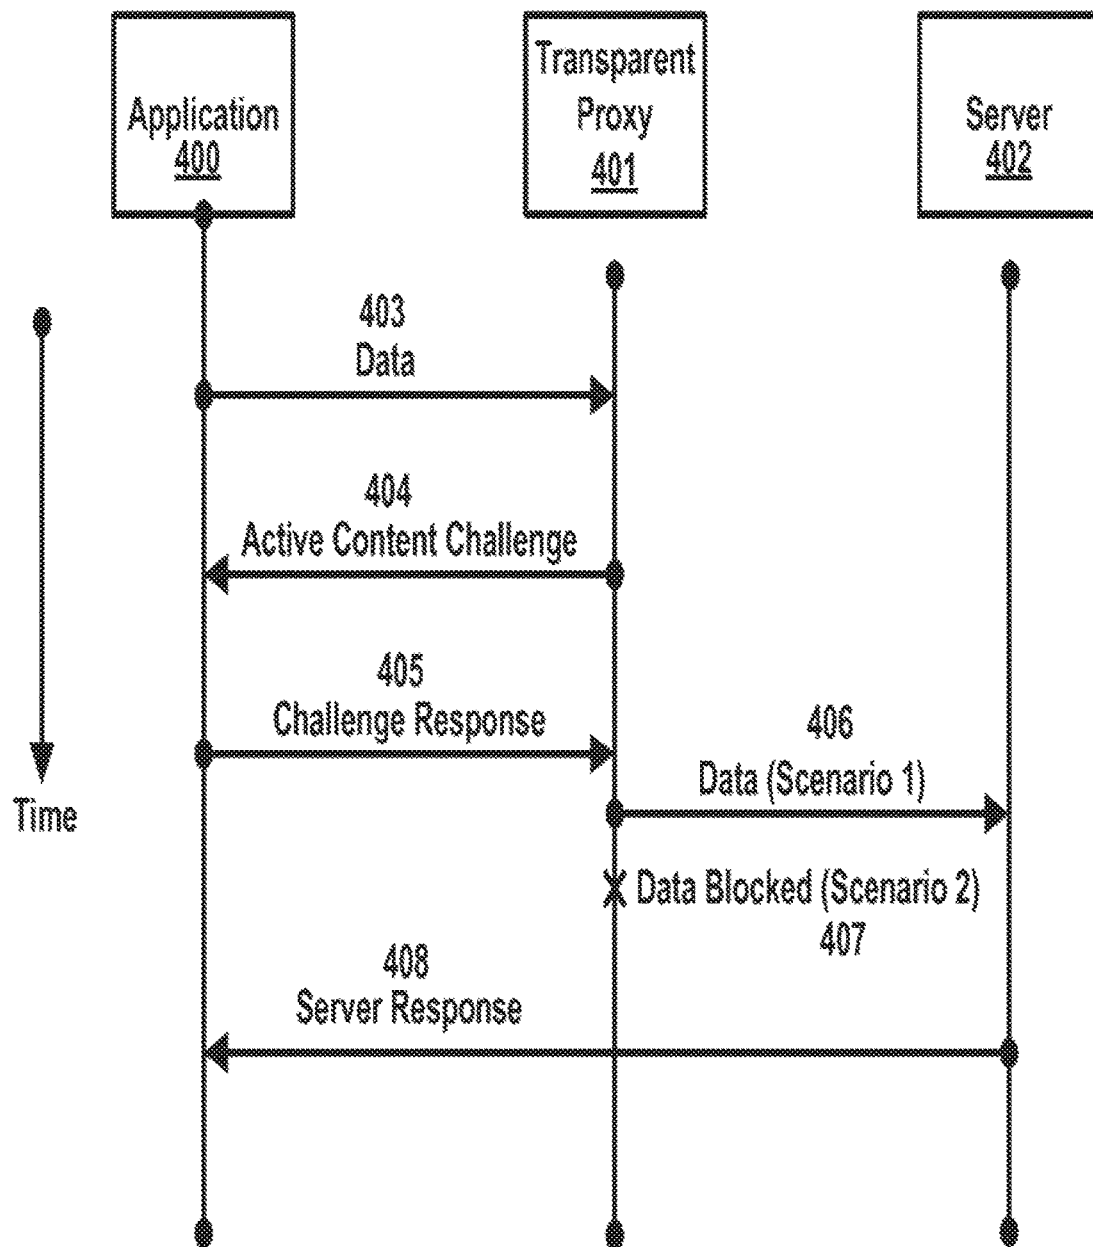 Application
400
Transparent
Proxy
401
Server
402
403
Data
404
Active Content Challenge
405
Challenge Response
406
Data (Scenario 1)
Time
Data Blocked (Scenario 2)
407
408
Server Response